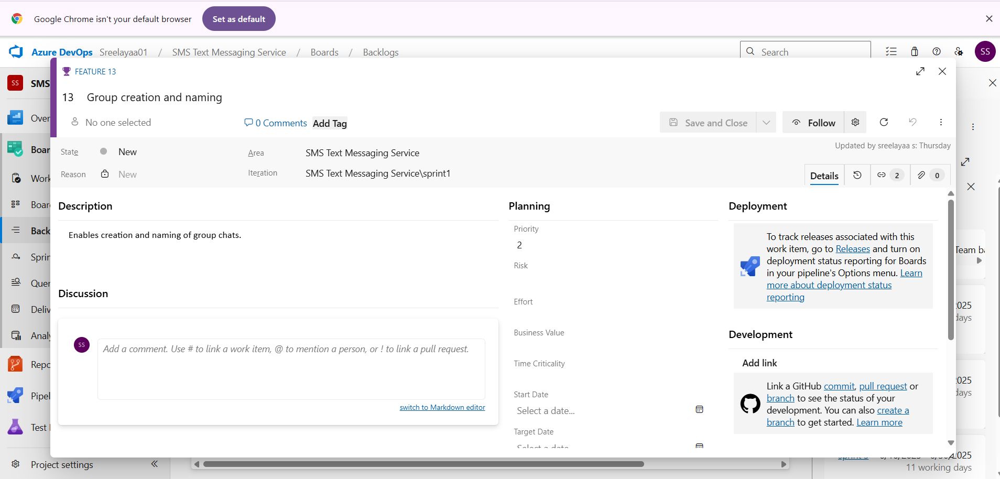 Google Chrome isn't your default browser
Set as default
Azure DevOps Sreelayaa01 / SMS Text Messaging Service / Boards / Backlogs
Search
SS
FEATURE 13
SS SMS
13 Group creation and naming
No one selected
0 Comments
Add Tag
Save and Close
Follow
State New
Area SMS Text Messaging Service
Updated by sreelayaa s: Thursday
Reason New
Iteration SMS Text Messaging Service\sprint1
Details
2
0
Description
Planning
Deployment
Enables creation and naming of group chats.
Priority
2
Risk
Effort
Business Value
Time Criticality
Start Date
Select a date...
Target Date
Select a date
To track releases associated with this
work item, go to Releases and turn on
deployment status reporting for Boards
in your pipeline's Options menu. Learn
more about deployment status
reporting
Discussion
SS
Add a comment. Use # to link a work item, @ to mention a person, or ! to link a pull request.
switch to Markdown editor
Development
Add link
Link a GitHub commit, pull request or
branch to see the status of your
development. You can also create a
branch to get started. Learn more
Team
2025
days
2025
days
2025
11 working days
Over
Boar
Work
Boar
Back
Sprin
Quer
Deliv
Analy
Repo
Pipel
Test
Project settings